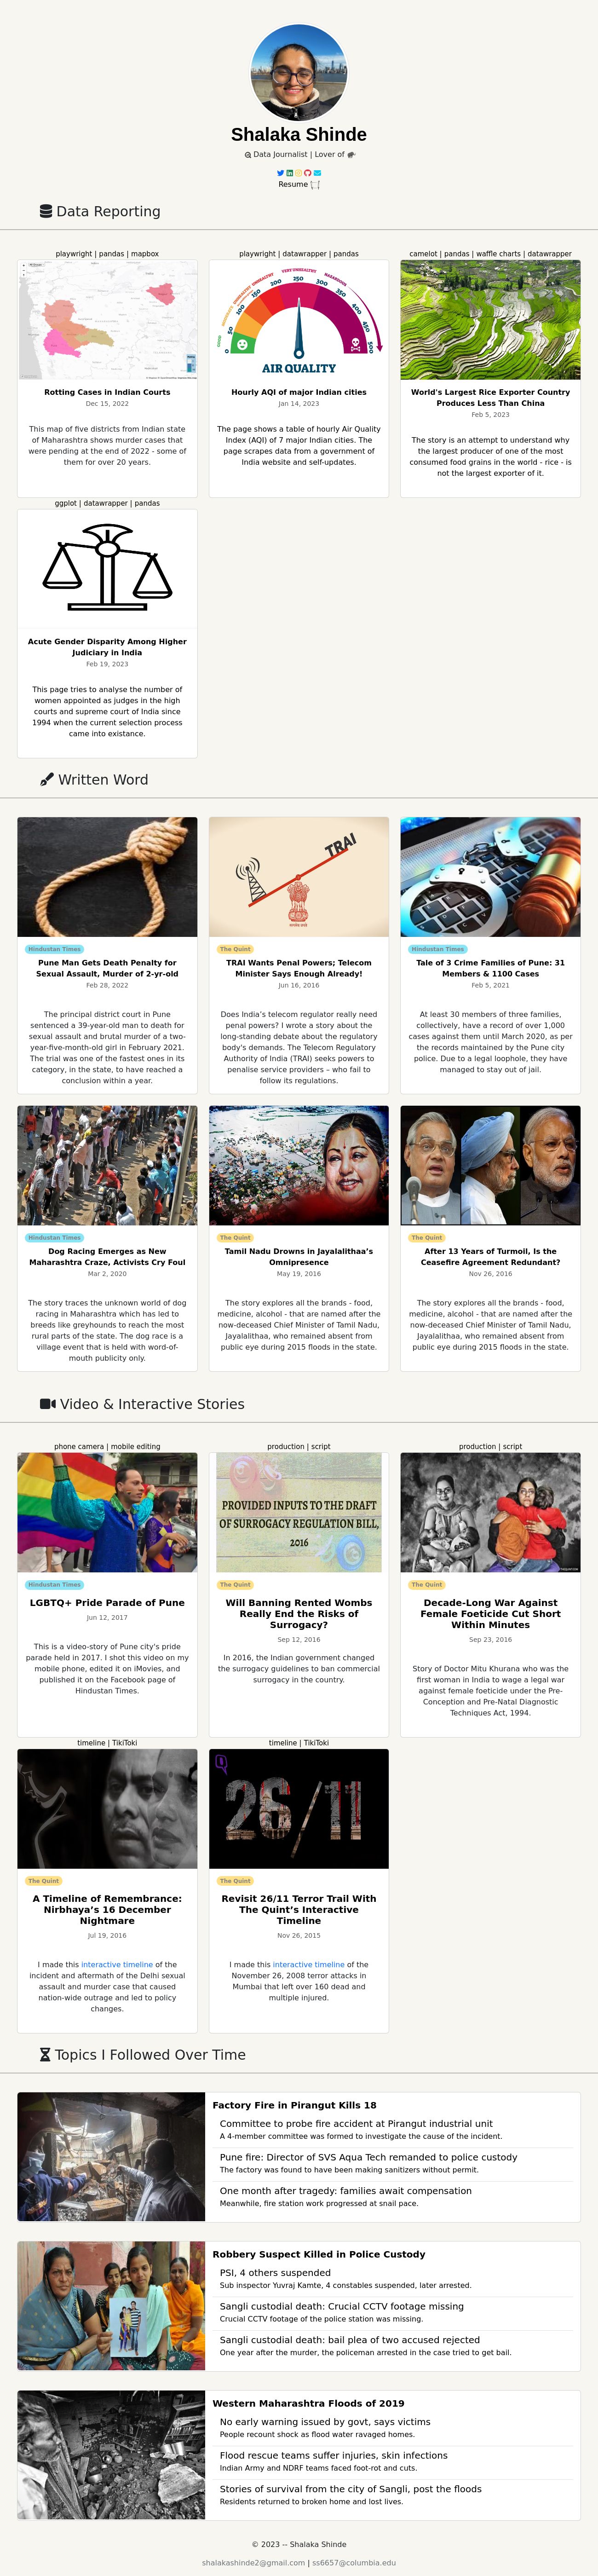 Shalaka Shinde
Data Journalist | Lover of
Resume
Data Reporting
playwright | pandas | mapbox
Rotting Cases in Indian Courts
Dec 15, 2022
This map of five districts from Indian state
of Maharashtra shows murder cases that
were pending at the end of 2022 - some of
them for over 20 years.
playwright | datawrapper | pandas
GOOD
MODERATE
UNHEALTHY
UNHEALTHY
VERY UNHEALTHY
HAZARDOUS
0
50
100
150
200
250
300
350
400
450
500
AIR QUALITY
Hourly AQI of major Indian cities
Jan 14, 2023
The page shows a table of hourly Air Quality
Index (AQI) of 7 major Indian cities. The
page scrapes data from a government of
India website and self-updates.
camelot | pandas | waffle charts | datawrapper
World's Largest Rice Exporter Country
Produces Less Than China
Feb 5, 2023
The story is an attempt to understand why
the largest producer of one of the most
consumed food grains in the world - rice - is
not the largest exporter of it.
ggplot | datawrapper | pandas
Acute Gender Disparity Among Higher
Judiciary in India
Feb 19, 2023
This page tries to analyse the number of
women appointed as judges in the high
courts and supreme court of India since
1994 when the current selection process
came into existance.
Written Word
Hindustan Times
Pune Man Gets Death Penalty for
Sexual Assault, Murder of 2-yr-old
Feb 28, 2022
The principal district court in Pune
sentenced a 39-year-old man to death for
sexual assault and brutal murder of a two-
year-five-month-old girl in February 2021.
The trial was one of the fastest ones in its
category, in the state, to have reached a
conclusion within a year.
TRAI
The Quint
TRAI Wants Penal Powers; Telecom
Minister Says Enough Already!
Jun 16, 2016
Does India’s telecom regulator really need
penal powers? I wrote a story about the
long-standing debate about the regulatory
body's demands. The Telecom Regulatory
Authority of India (TRAI) seeks powers to
penalise service providers – who fail to
follow its regulations.
Hindustan Times
Tale of 3 Crime Families of Pune: 31
Members & 1100 Cases
Feb 5, 2021
At least 30 members of three families,
collectively, have a record of over 1,000
cases against them until March 2020, as per
the records maintained by the Pune city
police. Due to a legal loophole, they have
managed to stay out of jail.
Hindustan Times
Dog Racing Emerges as New
Maharashtra Craze, Activists Cry Foul
Mar 2, 2020
The story traces the unknown world of dog
racing in Maharashtra which has led to
breeds like greyhounds to reach the most
rural parts of the state. The dog race is a
village event that is held with word-of-
mouth publicity only.
The Quint
Tamil Nadu Drowns in Jayalalithaa’s
Omnipresence
May 19, 2016
The story explores all the brands - food,
medicine, alcohol - that are named after the
now-deceased Chief Minister of Tamil Nadu,
Jayalalithaa, who remained absent from
public eye during 2015 floods in the state.
The Quint
After 13 Years of Turmoil, Is the
Ceasefire Agreement Redundant?
Nov 26, 2016
The story explores all the brands - food,
medicine, alcohol - that are named after the
now-deceased Chief Minister of Tamil Nadu,
Jayalalithaa, who remained absent from
public eye during 2015 floods in the state.
Video & Interactive Stories
phone camera | mobile editing
Hindustan Times
LGBTQ+ Pride Parade of Pune
Jun 12, 2017
This is a video-story of Pune city's pride
parade held in 2017. I shot this video on my
mobile phone, edited it on iMovies, and
published it on the Facebook page of
Hindustan Times.
production | script
PROVIDED INPUTS TO THE DRAFT
OF SURROGACY REGULATION BILL,
2016
The Quint
Will Banning Rented Wombs
Really End the Risks of
Surrogacy?
Sep 12, 2016
In 2016, the Indian government changed
the surrogacy guidelines to ban commercial
surrogacy in the country.
production | script
The Quint
Decade-Long War Against
Female Foeticide Cut Short
Within Minutes
Sep 23, 2016
Story of Doctor Mitu Khurana who was the
first woman in India to wage a legal war
against female foeticide under the Pre-
Conception and Pre-Natal Diagnostic
Techniques Act, 1994.
timeline | TikiToki
The Quint
A Timeline of Remembrance:
Nirbhaya’s 16 December
Nightmare
Jul 19, 2016
I made this interactive timeline of the
incident and aftermath of the Delhi sexual
assault and murder case that caused
nation-wide outrage and led to policy
changes.
timeline | TikiToki
26/11
The Quint
Revisit 26/11 Terror Trail With
The Quint’s Interactive
Timeline
Nov 26, 2015
I made this interactive timeline of the
November 26, 2008 terror attacks in
Mumbai that left over 160 dead and
multiple injured.
Topics I Followed Over Time
Factory Fire in Pirangut Kills 18
Committee to probe fire accident at Pirangut industrial unit
A 4-member committee was formed to investigate the cause of the incident.
Pune fire: Director of SVS Aqua Tech remanded to police custody
The factory was found to have been making sanitizers without permit.
One month after tragedy: families await compensation
Meanwhile, fire station work progressed at snail pace.
Robbery Suspect Killed in Police Custody
PSI, 4 others suspended
Sub inspector Yuvraj Kamte, 4 constables suspended, later arrested.
Sangli custodial death: Crucial CCTV footage missing
Crucial CCTV footage of the police station was missing.
Sangli custodial death: bail plea of two accused rejected
One year after the murder, the policeman arrested in the case tried to get bail.
Western Maharashtra Floods of 2019
No early warning issued by govt, says victims
People recount shock as flood water ravaged homes.
Flood rescue teams suffer injuries, skin infections
Indian Army and NDRF teams faced foot-rot and cuts.
Stories of survival from the city of Sangli, post the floods
Residents returned to broken home and lost lives.
© 2023 -- Shalaka Shinde
shalakashinde2@gmail.com | ss6657@columbia.edu